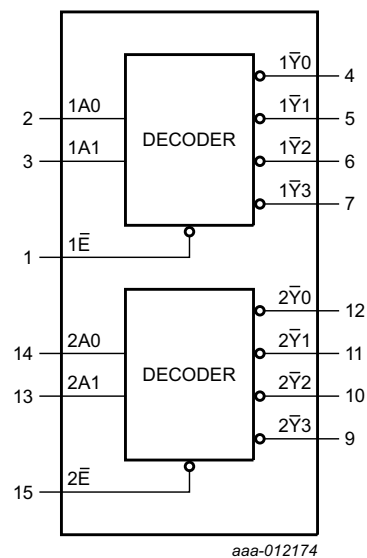 1Y̅0 4
2 1A0 1Y̅1 5
DECODER
3 1A1 1Y̅2 6
1Y̅3 7
1 1E̅
2Y̅0 12
14 2A0 2Y̅1 11
DECODER
13 2A1 2Y̅2 10
2Y̅3 9
15 2E̅
aaa-012174